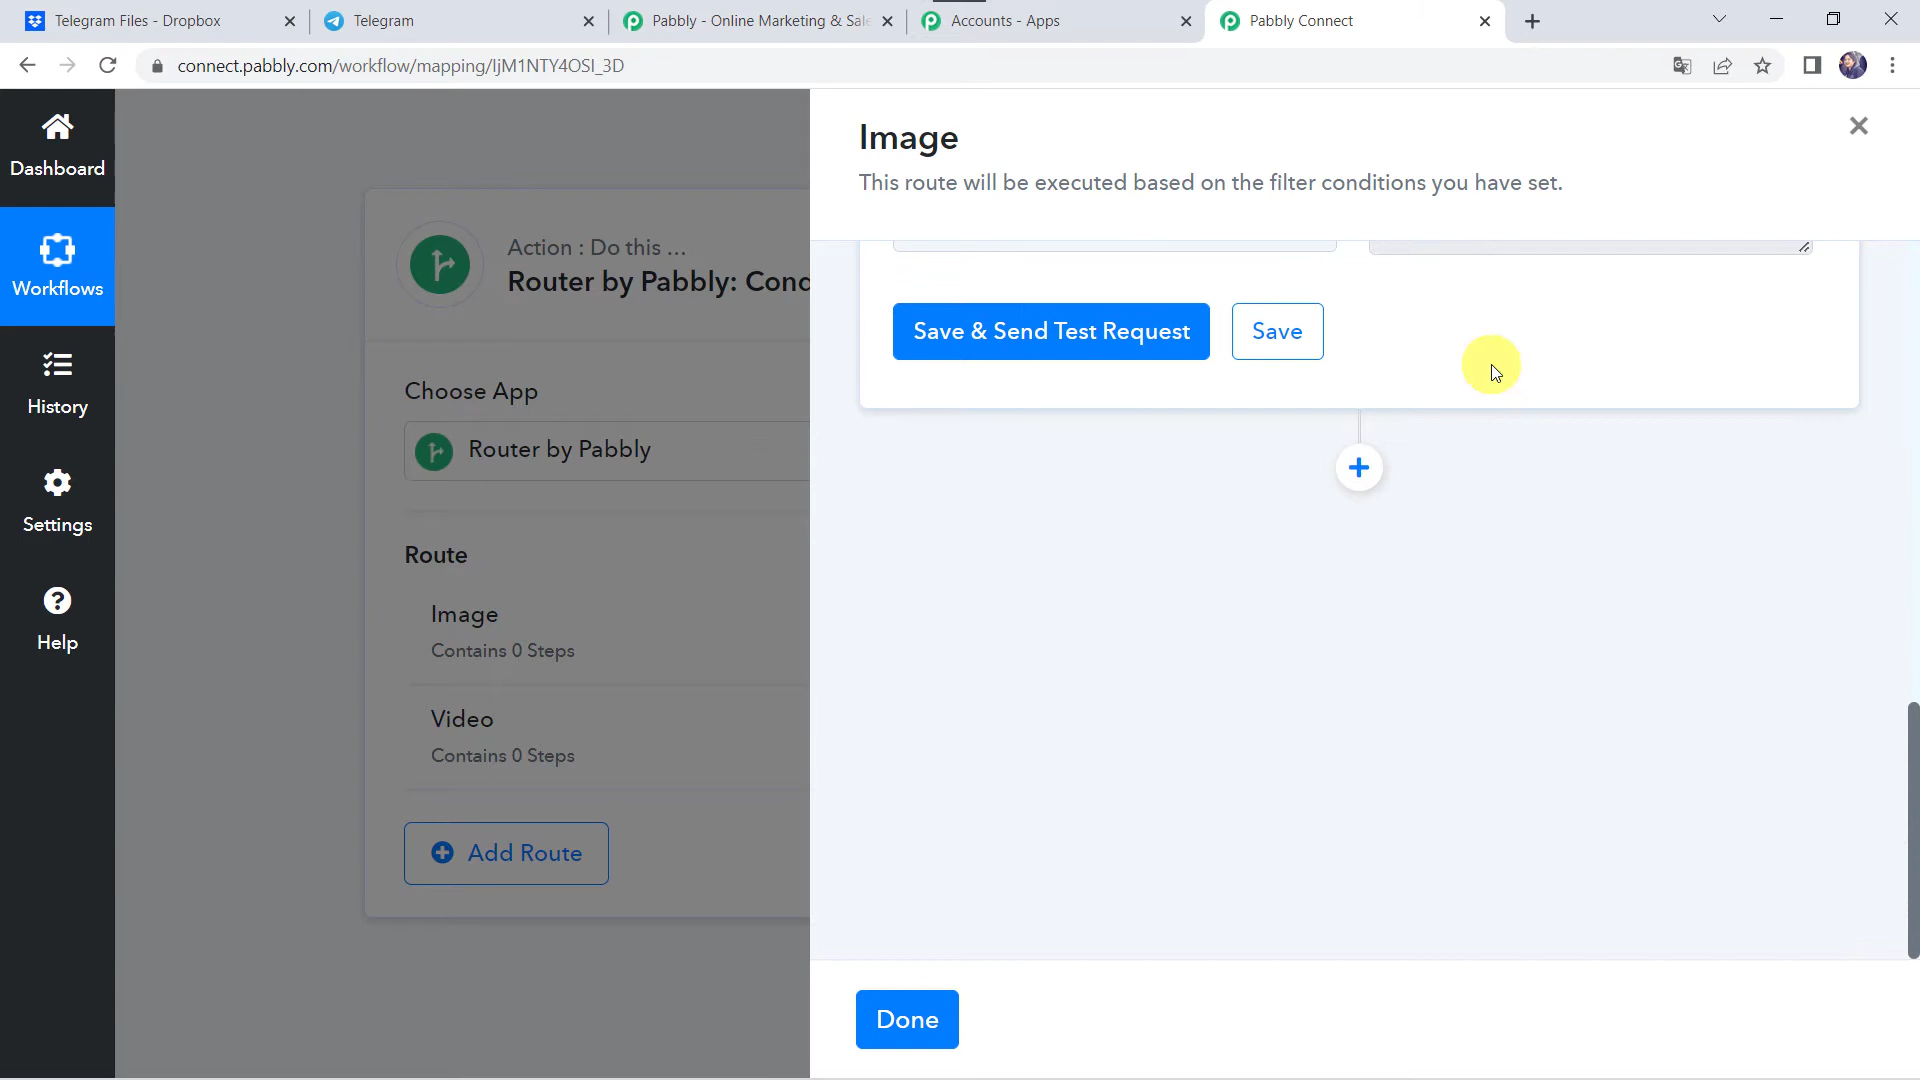 Telegram Files - Dropbox
Telegram
Pabbly - Online Marketing & Sale
Accounts - Apps
Pabbly Connect
connect.pabbly.com/workflow/mapping/IjM1NTY4OSI_3D
Dashboard
Workflows
History
Settings
Help
Action : Do this ...
Router by Pabbly: Cond
Choose App
Router by Pabbly
Route
Image
Contains 0 Steps
Video
Contains 0 Steps
Add Route
Image
This route will be executed based on the filter conditions you have set.
Save & Send Test Request
Save
Done